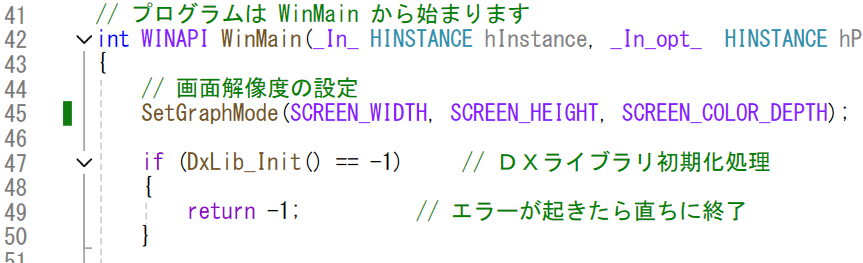 41 // プログラムは WinMain から始まります
42 int WINAPI WinMain(_In_ HINSTANCE hInstance, _In_opt_  HINSTANCE hP
43 {
44 // 画面解像度の設定
45 SetGraphMode(SCREEN_WIDTH, SCREEN_HEIGHT, SCREEN_COLOR_DEPTH);
46
47 if (DxLib_Init() == -1)    // ＤＸライブラリ初期化処理
48 {
49 return -1;        // エラーが起きたら直ちに終了
50 }
51